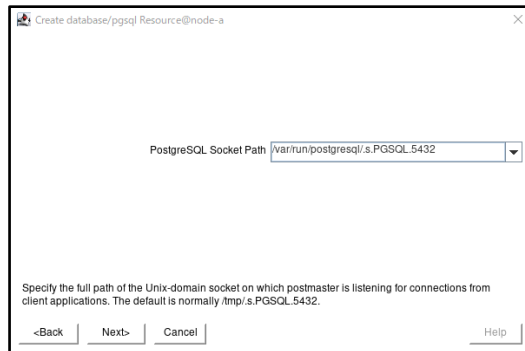 Create database/pgsql Resource@node-a
PostgreSQL Socket Path /var/run/postgresql/.s.PGSQL.5432
Specify the full path of the Unix-domain socket on which postmaster is listening for connections from
client applications. The default is normally /tmp/.s.PGSQL.5432.
<Back Next> Cancel Help